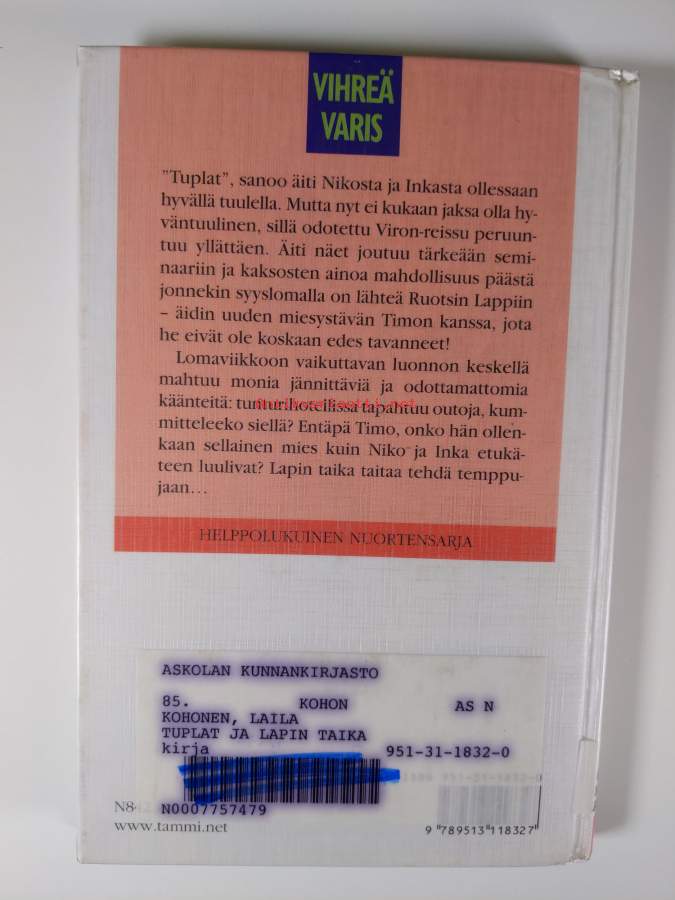 VIHREÄ
VARIS
"Tuplat", sanoo äiti Nikosta ja Inkasta ollessaan
hyvällä tuulella. Mutta nyt ei kukaan jaksa olla hy-
väntuulinen, sillä odotettu Viron-reissu peruun-
tuu yllättäen. Äiti näet joutuu tärkeään semi-
naariin ja kaksosten ainoa mahdollisuus päästä
jonnekin syyslomalla on lähteä Ruotsin Lappiin
– äidin uuden miesystävän Timon kanssa, jota
he eivät ole koskaan edes tavanneet!
Lomaviikkoon vaikuttavan luonnon keskellä
mahtuu monia jännittäviä ja odottamattomia
käänteitä: tunturihotellissa tapahtuu outoja, kum-
mitteleeko siellä? Entäpä Timo, onko hän ollen-
kaan sellainen mies kuin Niko ja Inka etukä-
teen luulivat? Lapin taika taitaa tehdä temppu-
jaan...
HELPPOLUKUINEN NUORTENSARJA
ASKOLAN KUNNANKIRJASTO
85. KOHON AS N
KOHONEN, LAILA
TUPLAT JA LAPIN TAIKA
kirja 951-31-1832-0
N84
N0007757479
www.tammi.net
9 789513 118327